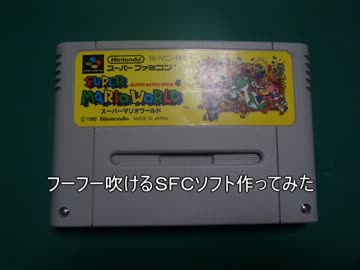 Nintendo SHVC-MW
スーパーファミコン
SUPER MARIO BROS. 4
SUPER
MARIO WORLD
スーパーマリオワールド
©1990 Nintendo MADE IN JAPAN
フーフー吹けるSFCソフト作ってみた